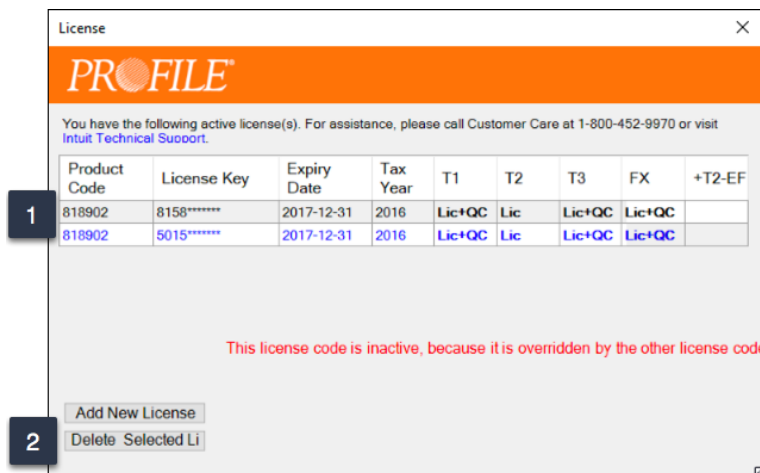 License
PROFILE®
You have the following active license(s). For assistance, please call Customer Care at 1-800-452-9970 or visit
Intuit Technical Support.
Product Code License Key Expiry Date Tax Year T1 T2 T3 FX +T2-EF
1 818902 8158******* 2017-12-31 2016 Lic+QC Lic Lic+QC Lic+QC
818902 5015******* 2017-12-31 2016 Lic+QC Lic Lic+QC Lic+QC
This license code is inactive, because it is overridden by the other license code
Add New License
2 Delete Selected Li